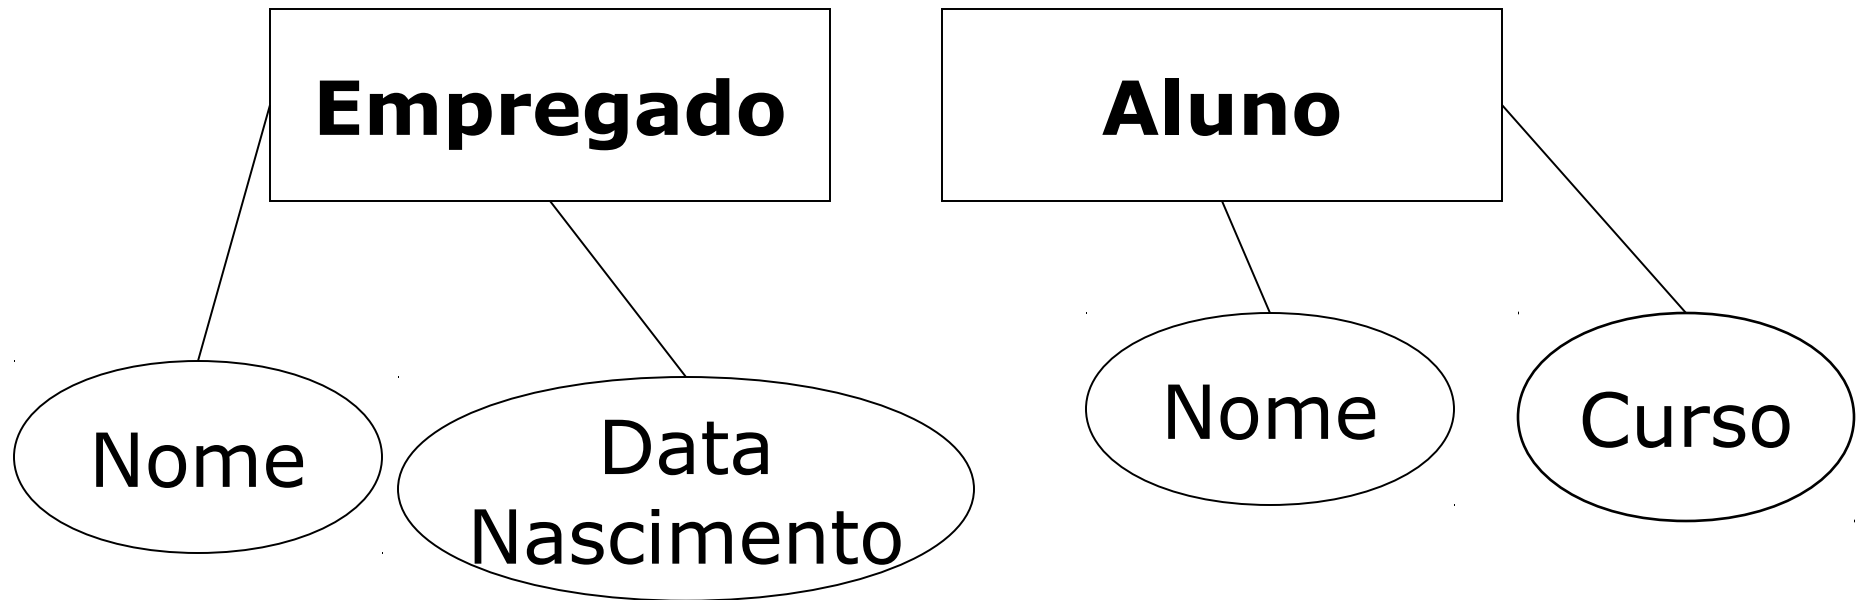 Empregado
Aluno
Nome
Data
Nascimento
Nome
Curso